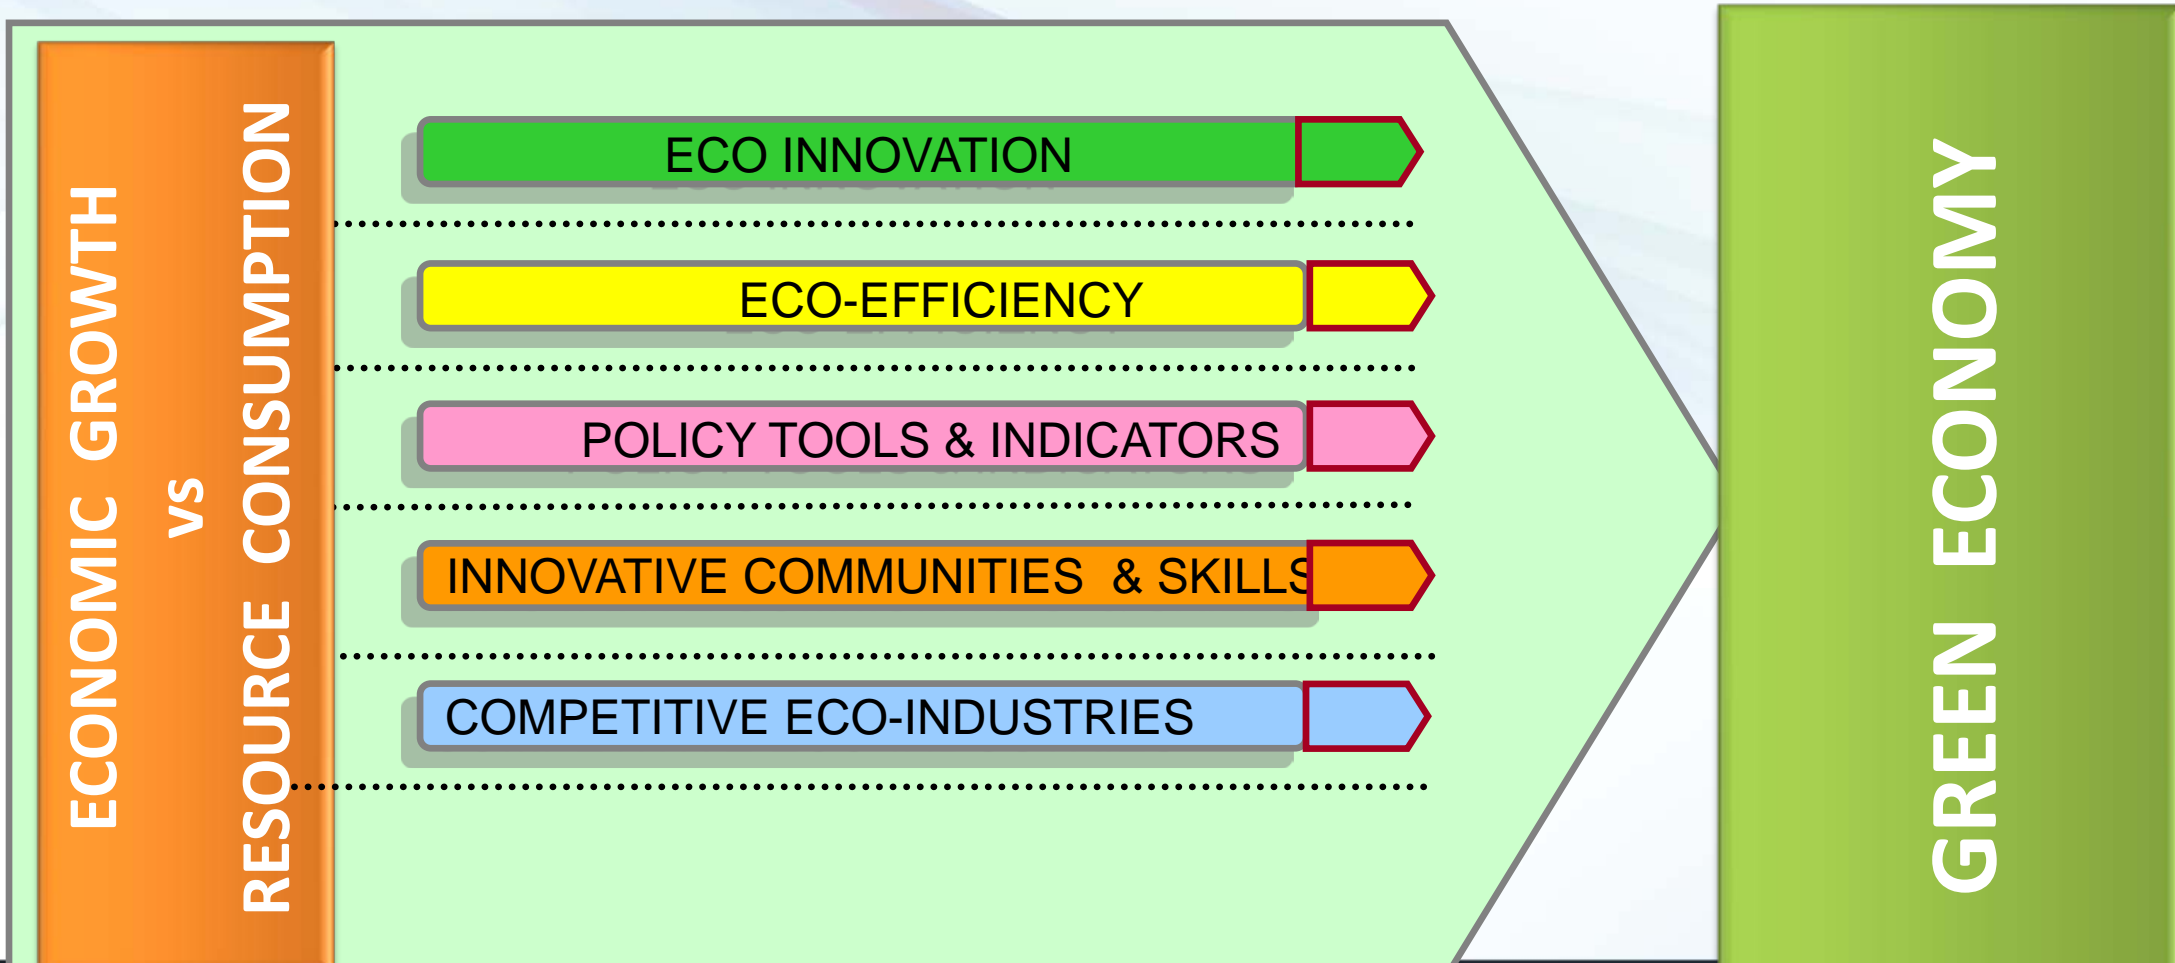 ECONOMIC GROWTH
vs
RESOURCE CONSUMPTION
ECO INNOVATION
ECO-EFFICIENCY
POLICY TOOLS & INDICATORS
INNOVATIVE COMMUNITIES & SKILLS
COMPETITIVE ECO-INDUSTRIES
GREEN ECONOMY